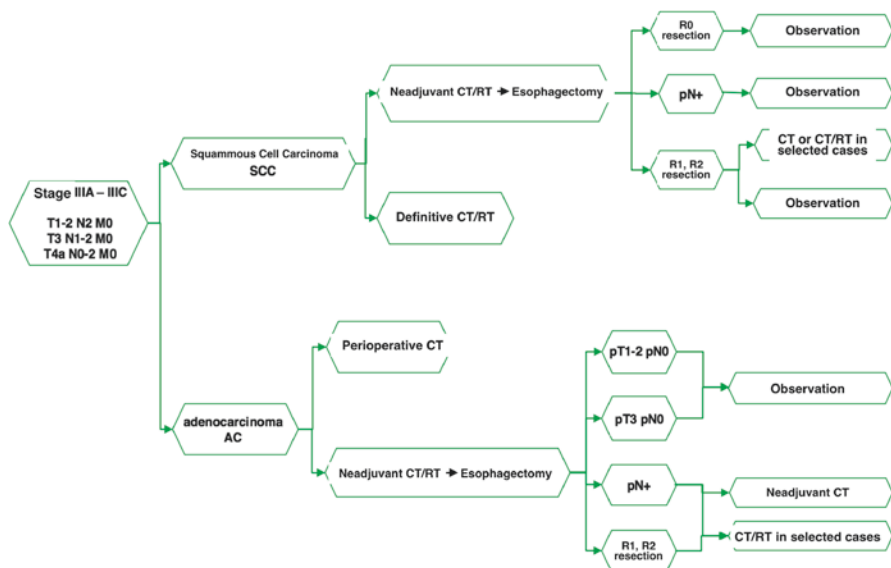 Stage IIIA – IIIC
T1-2 N2 M0
T3 N1-2 M0
T4a N0-2 M0
Squammous Cell Carcinoma
SCC
Neadjuvant CT/RT → Esophagectomy
R0
resection
Observation
pN+
Observation
R1, R2
resection
CT or CT/RT in
selected cases
Observation
Definitive CT/RT
adenocarcinoma
AC
Perioperative CT
Neadjuvant CT/RT → Esophagectomy
pT1-2 pN0
pT3 pN0
Observation
pN+
R1, R2
resection
Neadjuvant CT
CT/RT in selected cases